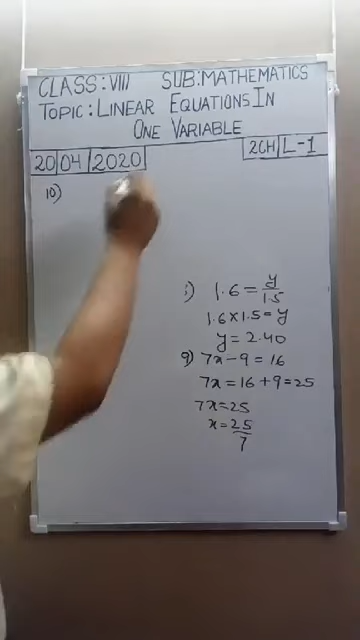 CLASS:VIII SUB:MATHEMATICS
TOPIC:LINEAR EQUATIONS IN
ONE VARIABLE
20/04/2020 2CH L-1
10)
i) 1.6 = y/1.5
1.6 x 1.5 = y
y = 2.40
9) 7x - 9 = 16
7x = 16 + 9 = 25
7x = 25
x = 25/7